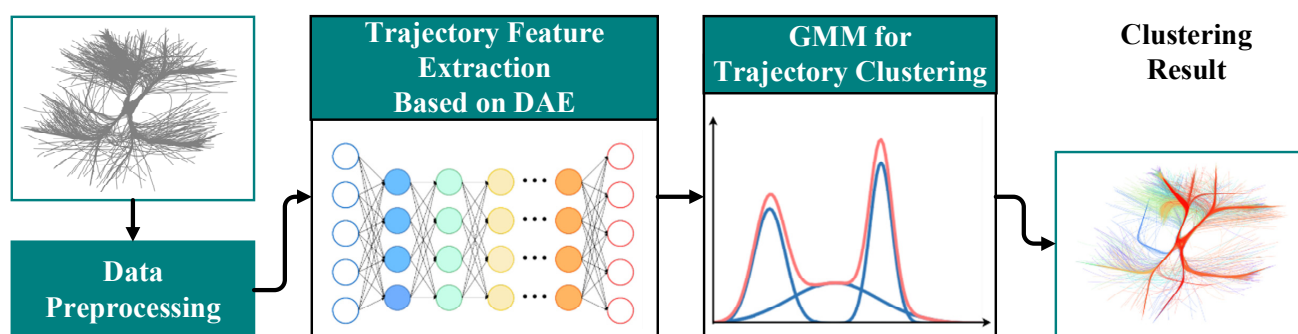 Data
Preprocessing
Trajectory Feature
Extraction
Based on DAE
GMM for
Trajectory Clustering
Clustering
Result